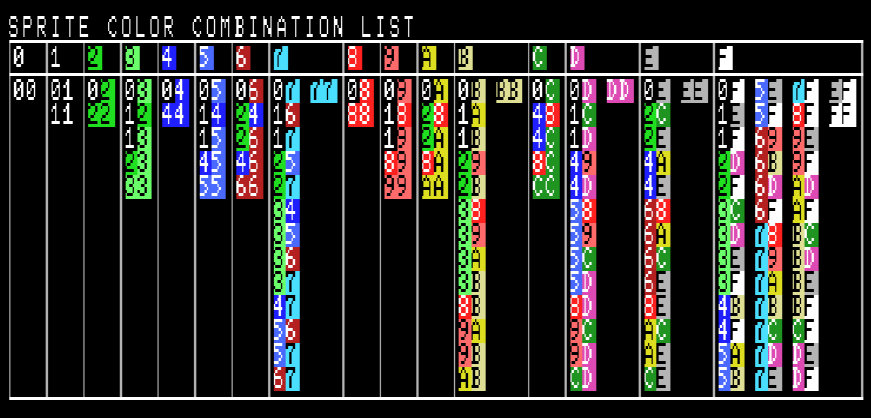 SPRITE COLOR COMBINATION LIST
0 1 2 3 4 5 6 7 8 9 A B C D E F
00 01 02 03 04 05 06 07 77 08 09 0A 0B BB 0C 0D DD 0E EE 0F 5E 7F EF
11 22 12 44 14 24 16 88 18 28 1A 48 1C 2C 1E 5F 8F FF
13 15 26 17 19 2A 1B 4C 1D 2E 1F 69 9E
23 45 46 25 89 8A 29 8C 49 4A 2D 6B 9F
33 55 66 27 99 AA 2B CC 4D 4E 2F 6D AD
34 38 58 68 3C 6F AF
35 39 59 6A 3D 78 BC
36 3A 5C 6C 3E 79 BD
37 3B 5D 6E 3F 7A BE
47 8B 8D 8E 4B 7B BF
56 9A 9C AC 4F 7C CF
57 9B 9D AE 5A 7D DE
67 AB CD CE 5B 7E DF